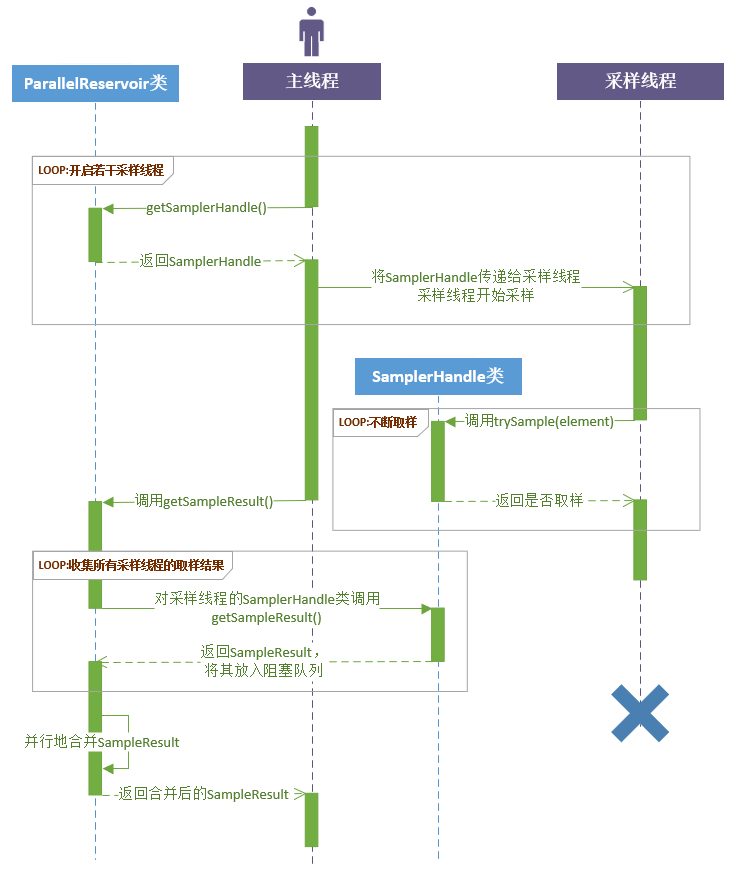 ParallelReservoir类
主线程
采样线程
LOOP:开启若干采样线程
getSamplerHandle()
返回SamplerHandle
将SamplerHandle传递给采样线程
采样线程开始采样
SamplerHandle类
LOOP:不断取样
调用trySample(element)
调用getSampleResult()
返回是否取样
LOOP:收集所有采样线程的取样结果
对采样线程的SamplerHandle类调用
getSampleResult()
返回SampleResult，
将其放入阻塞队列
并行地合并SampleResult
返回合并后的SampleResult